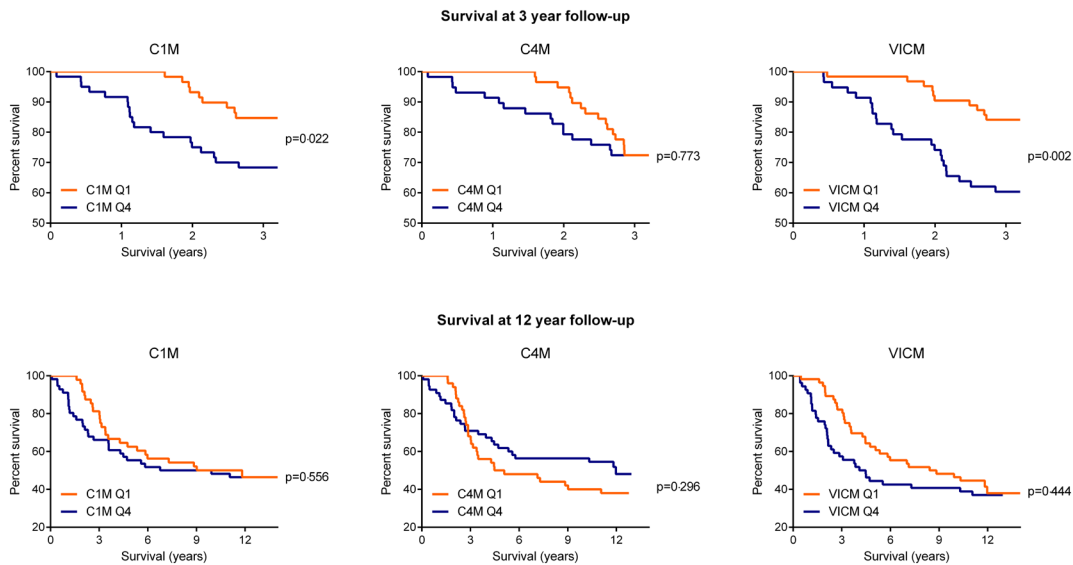 Survival at 3 year follow-up
C1M
C4M
VICM
Percent survival
100
90
80
70
60
50
C1M Q1
C1M Q4
p=0·022
0 1 2 3
Survival (years)
Percent survival
100
90
80
70
60
50
C4M Q1
C4M Q4
p=0·773
0 1 2 3
Survival (years)
Percent survival
100
90
80
70
60
50
VICM Q1
VICM Q4
p=0·002
0 1 2 3
Survival (years)
Survival at 12 year follow-up
C1M
C4M
VICM
Percent survival
100
80
60
40
20
C1M Q1
C1M Q4
p=0·556
0 3 6 9 12
Survival (years)
Percent survival
100
80
60
40
20
C4M Q1
C4M Q4
p=0·296
0 3 6 9 12
Survival (years)
Percent survival
100
80
60
40
20
VICM Q1
VICM Q4
p=0·444
0 3 6 9 12
Survival (years)